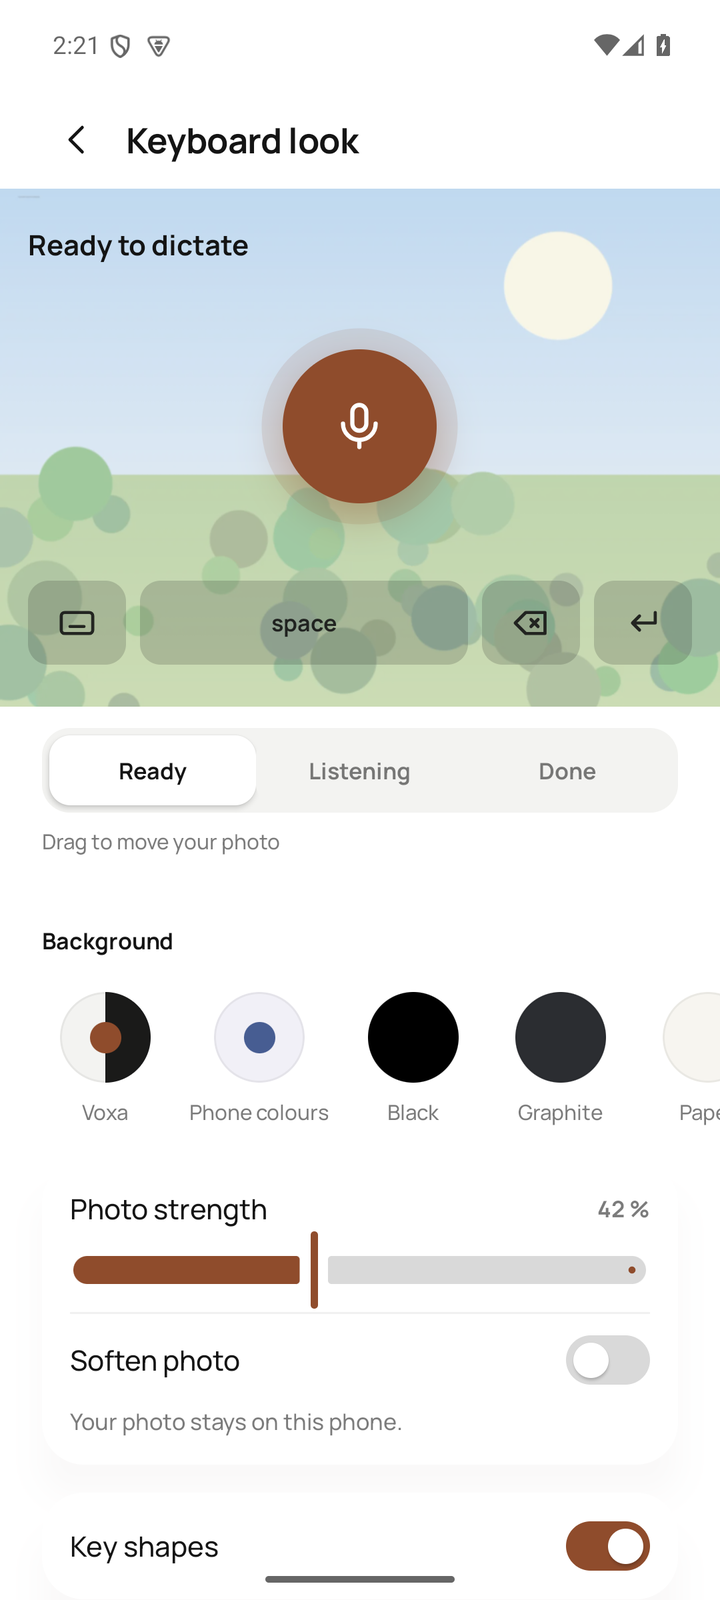 2:21
Keyboard look
Ready to dictate
space
Ready Listening Done
Drag to move your photo
Background
Voxa Phone colours Black Graphite Pape
Photo strength 42 %
Soften photo
Your photo stays on this phone.
Key shapes